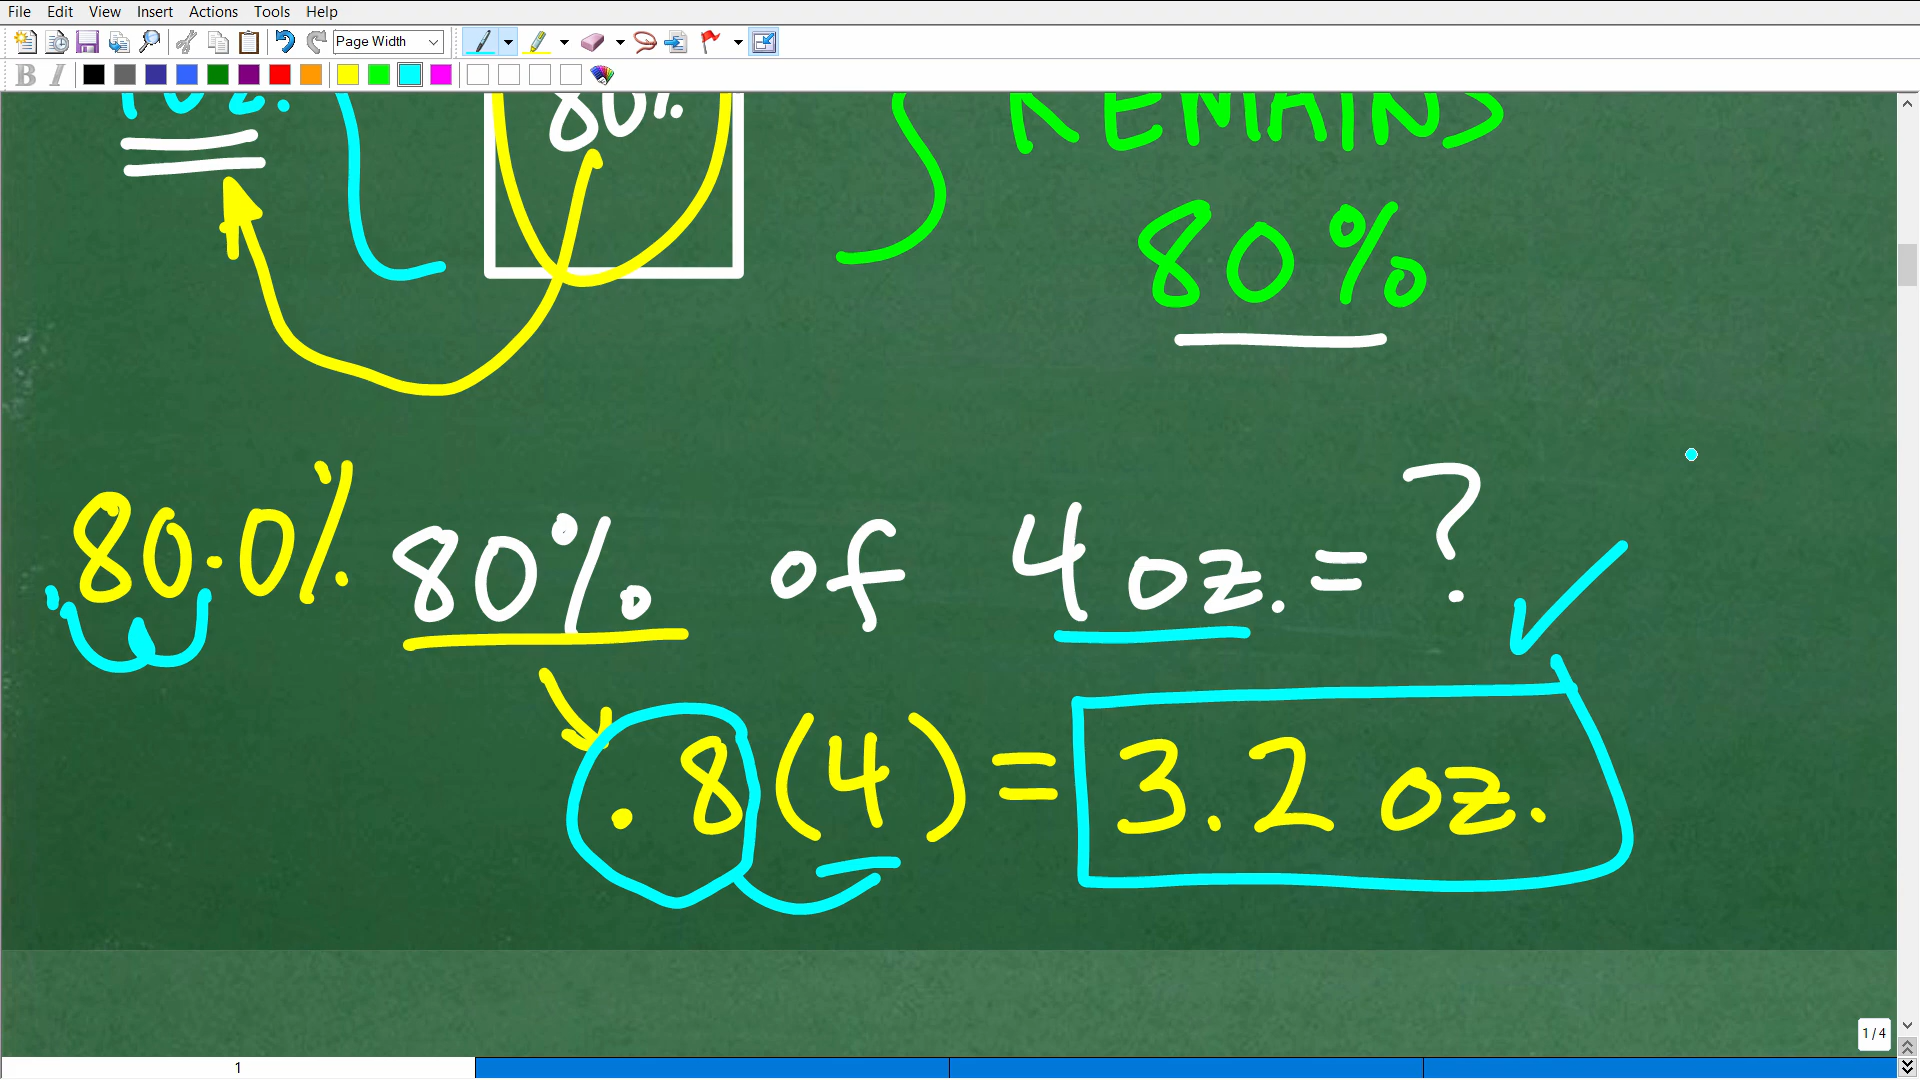 File Edit View Insert Actions Tools Help
Page Width
B I
80%
REMAINS
80%
80.0%
80% of 4 oz. = ?
.8(4) = 3.2 oz.
1 / 4
1